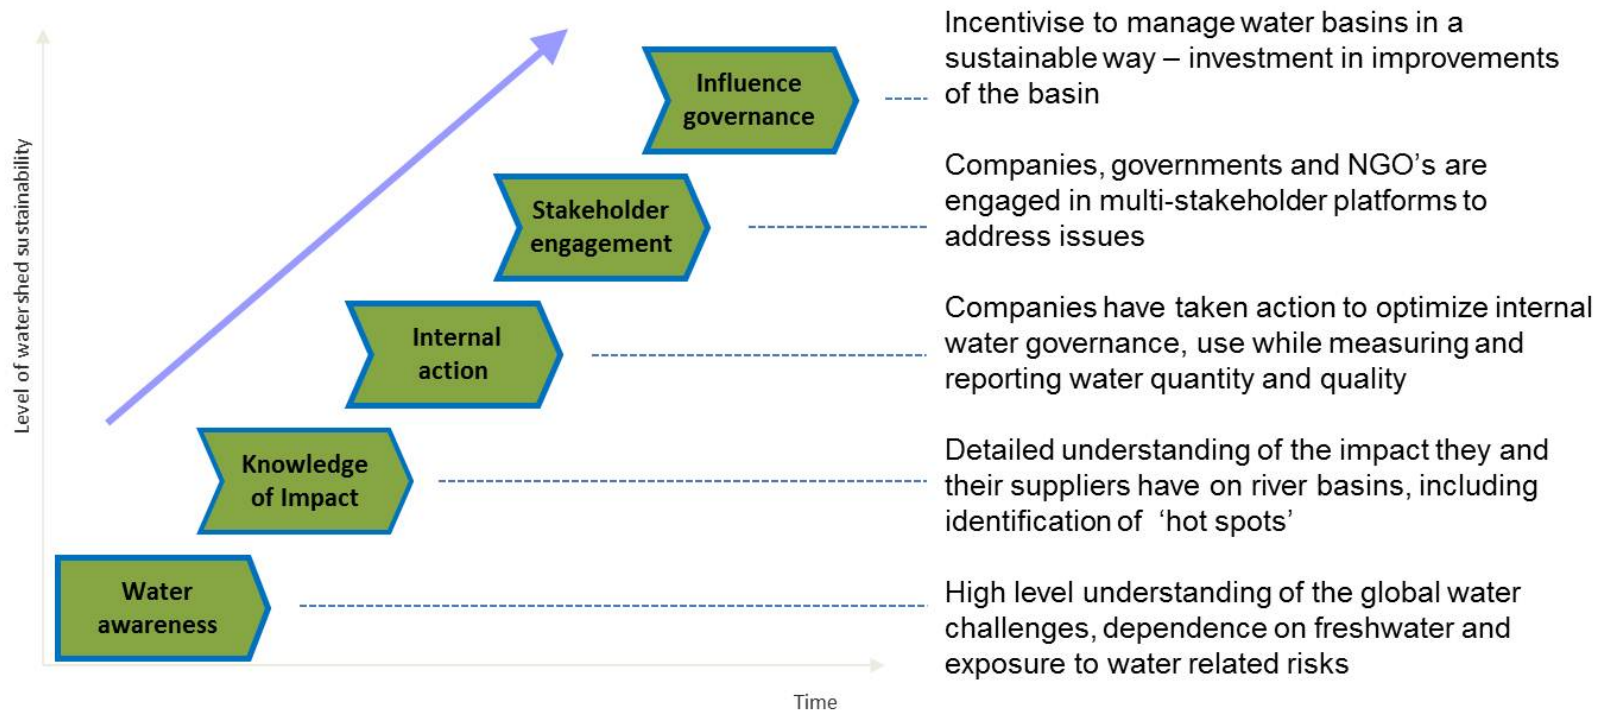 Incentivise to manage water basins in a
sustainable way – investment in improvements
of the basin
Influence
governance
Companies, governments and NGO’s are
engaged in multi-stakeholder platforms to
address issues
Stakeholder
engagement
Companies have taken action to optimize internal
water governance, use while measuring and
reporting water quantity and quality
Internal
action
Detailed understanding of the impact they and
their suppliers have on river basins, including
identification of ‘hot spots’
Knowledge
of Impact
High level understanding of the global water
challenges, dependence on freshwater and
exposure to water related risks
Water
awareness
Level of watershed sustainability
Time